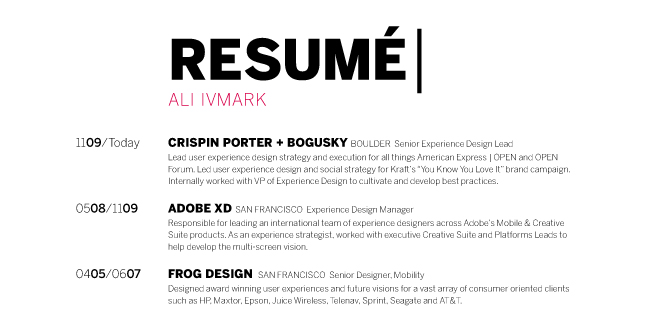 RESUMÉ|
ALI IVMARK
1109/Today CRISPIN PORTER + BOGUSKY BOULDER Senior Experience Design Lead
Lead user experience design strategy and execution for all things American Express | OPEN and OPEN
Forum. Led user experience design and social strategy for Kraft's "You Know You Love It" brand campaign.
Internally worked with VP of Experience Design to cultivate and develop best practices.
0508/1109 ADOBE XD SAN FRANCISCO Experience Design Manager
Responsible for leading an international team of experience designers across Adobe's Mobile & Creative
Suite products. As an experience strategist, worked with executive Creative Suite and Platforms Leads to
help develop the multi-screen vision.
0405/0607 FROG DESIGN SAN FRANCISCO Senior Designer, Mobility
Designed award winning user experiences and future visions for a vast array of consumer oriented clients
such as HP, Maxtor, Epson, Juice Wireless, Telenav, Sprint, Seagate and AT&T.